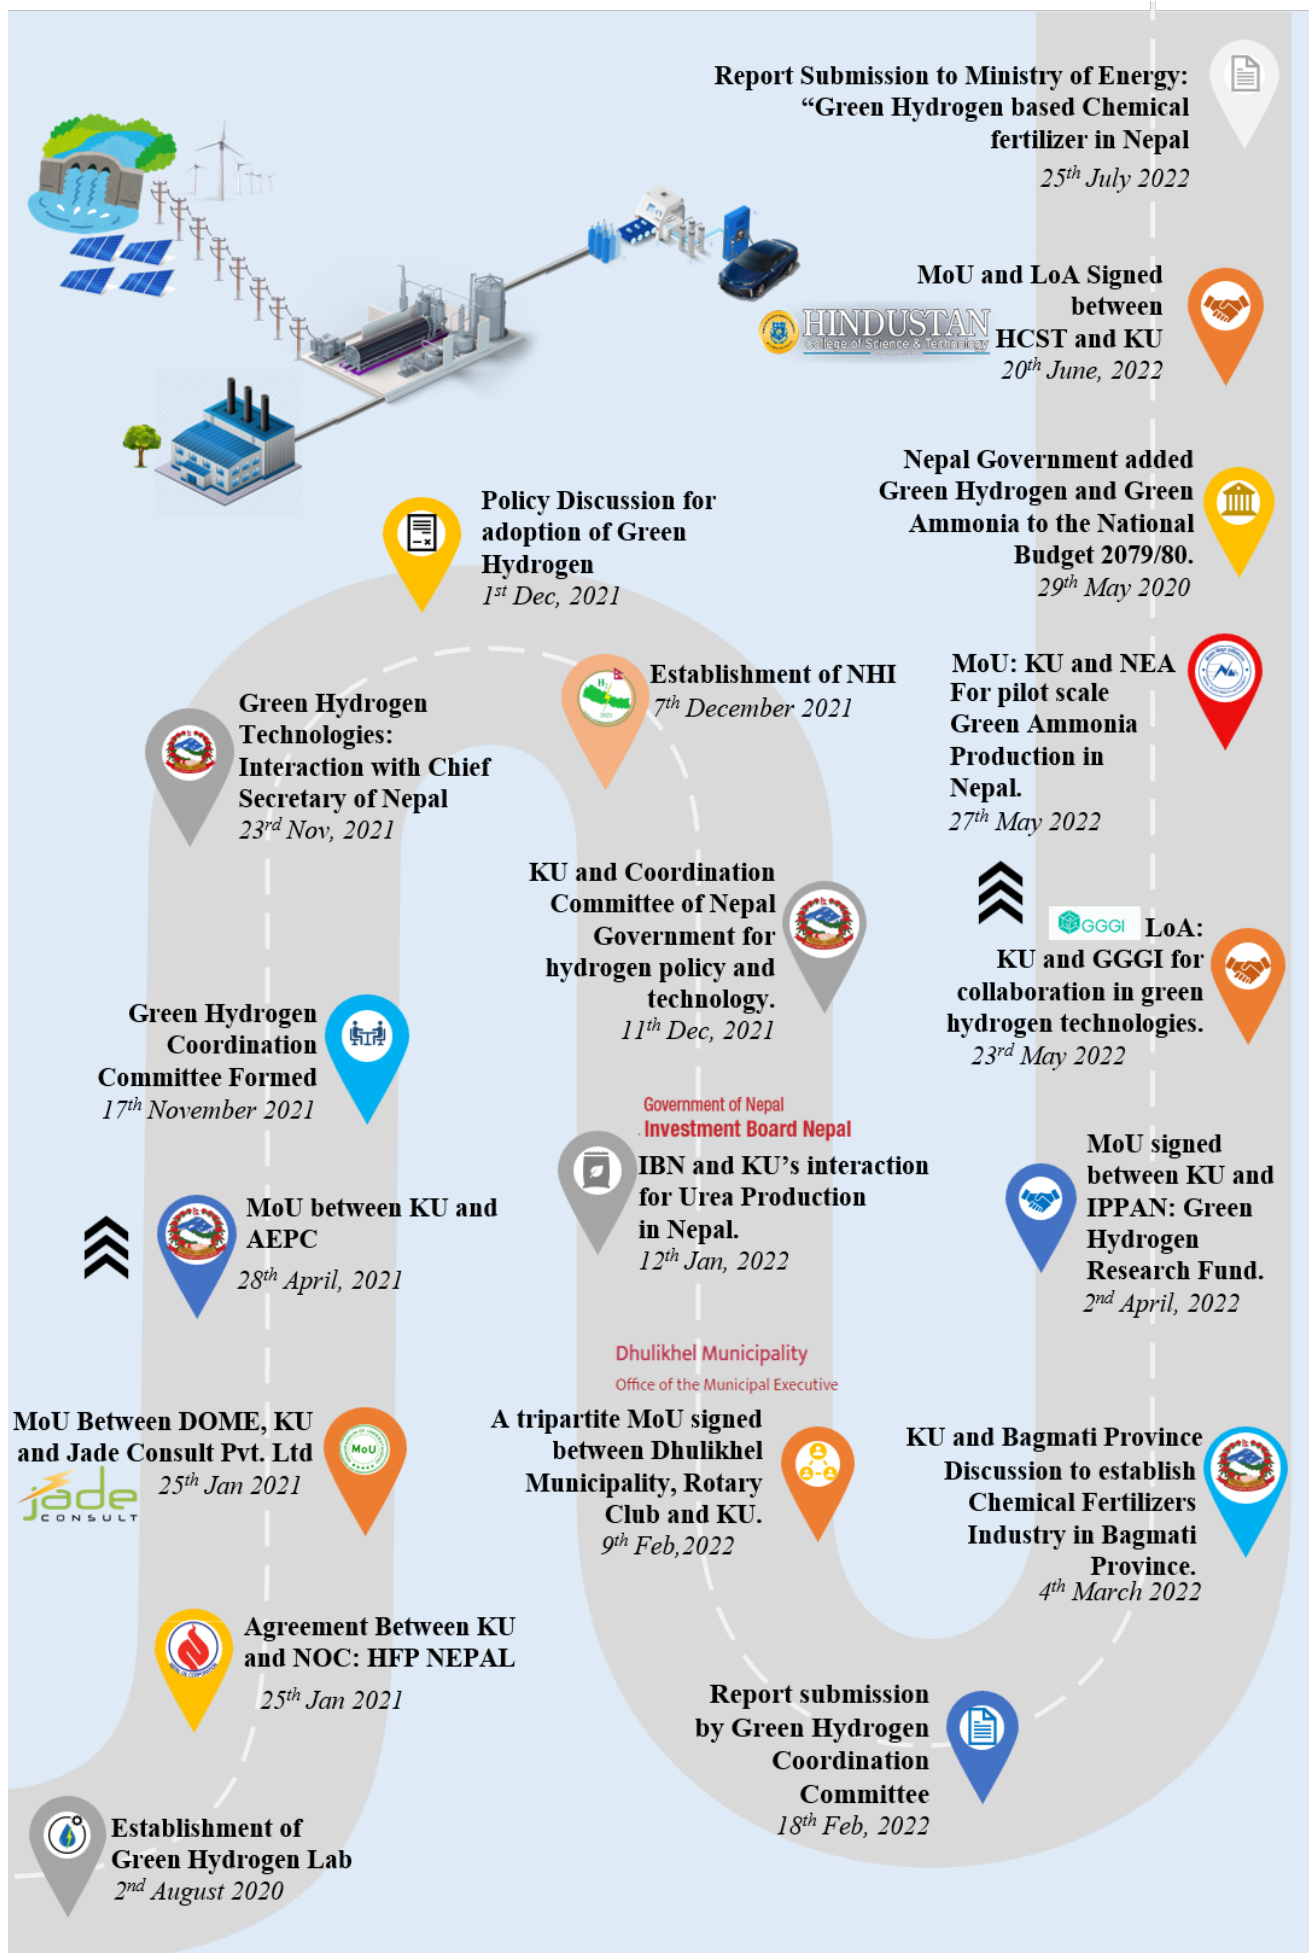 Report Submission to Ministry of Energy:
“Green Hydrogen based Chemical
fertilizer in Nepal
25th July 2022
MoU and LoA Signed
between
HINDUSTAN
College of Science & Technology
HCST and KU
20th June, 2022
Nepal Government added
Green Hydrogen and Green
Ammonia to the National
Budget 2079/80.
29th May 2020
Policy Discussion for
adoption of Green
Hydrogen
1st Dec, 2021
MoU: KU and NEA
For pilot scale
Green Ammonia
Production in
Nepal.
27th May 2022
H2
2021
Establishment of NHI
7th December 2021
Green Hydrogen
Technologies:
Interaction with Chief
Secretary of Nepal
23rd Nov, 2021
KU and Coordination
Committee of Nepal
Government for
hydrogen policy and
technology.
11th Dec, 2021
GGGI
LoA:
KU and GGGI for
collaboration in green
hydrogen technologies.
23rd May 2022
Green Hydrogen
Coordination
Committee Formed
17th November 2021
Government of Nepal
Investment Board Nepal
IBN and KU’s interaction
for Urea Production
in Nepal.
12th Jan, 2022
MoU signed
between KU and
IPPAN: Green
Hydrogen
Research Fund.
2nd April, 2022
MoU between KU and
AEPC
28th April, 2021
Dhulikhel Municipality
Office of the Municipal Executive
A tripartite MoU signed
between Dhulikhel
Municipality, Rotary
Club and KU.
9th Feb,2022
KU and Bagmati Province
Discussion to establish
Chemical Fertilizers
Industry in Bagmati
Province.
4th March 2022
MoU Between DOME, KU
and Jade Consult Pvt. Ltd
25th Jan 2021
jade
CONSULT
MoU
Agreement Between KU
and NOC: HFP NEPAL
25th Jan 2021
NEPAL OIL CORPORATION
Report submission
by Green Hydrogen
Coordination
Committee
18th Feb, 2022
Establishment of
Green Hydrogen Lab
2nd August 2020